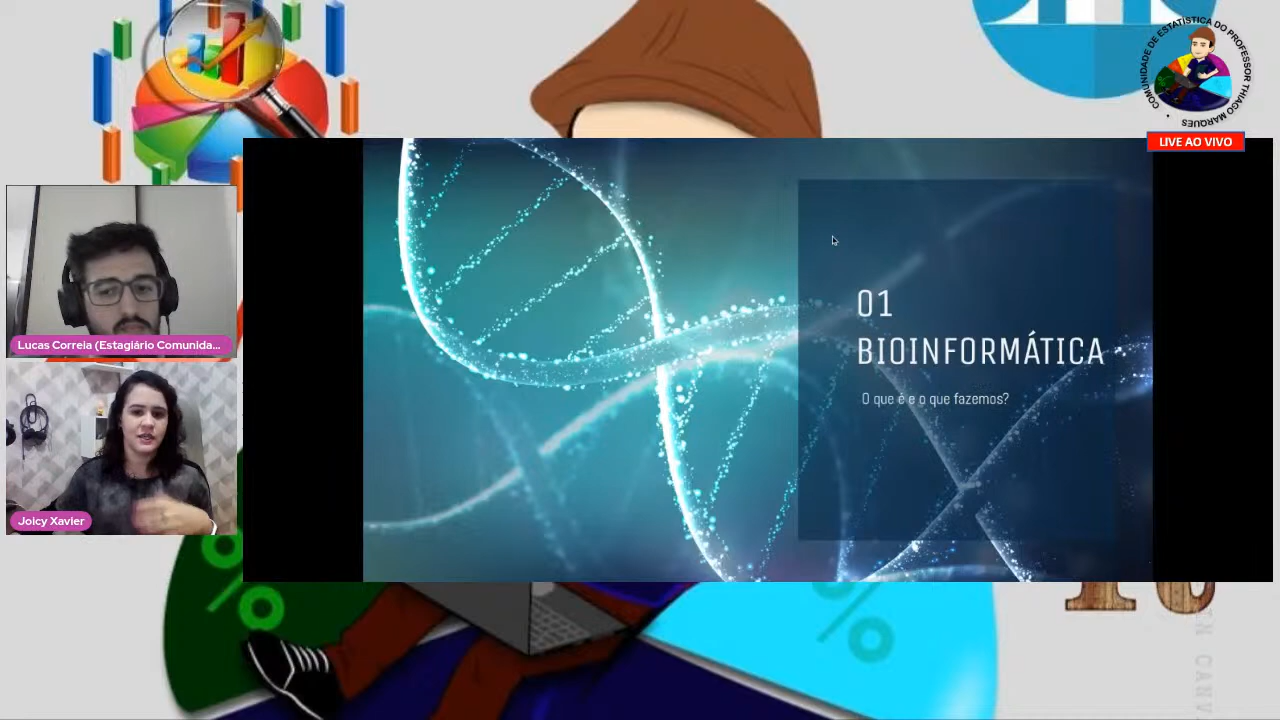 COMUNIDADE DE ESTATÍSTICA DO PROFESSOR THIAGO MARQUES
LIVE AO VIVO
Lucas Correia (Estagiário Comunida...
Joicy Xavier
01
BIOINFORMÁTICA
O que é e o que fazemos?
%
%